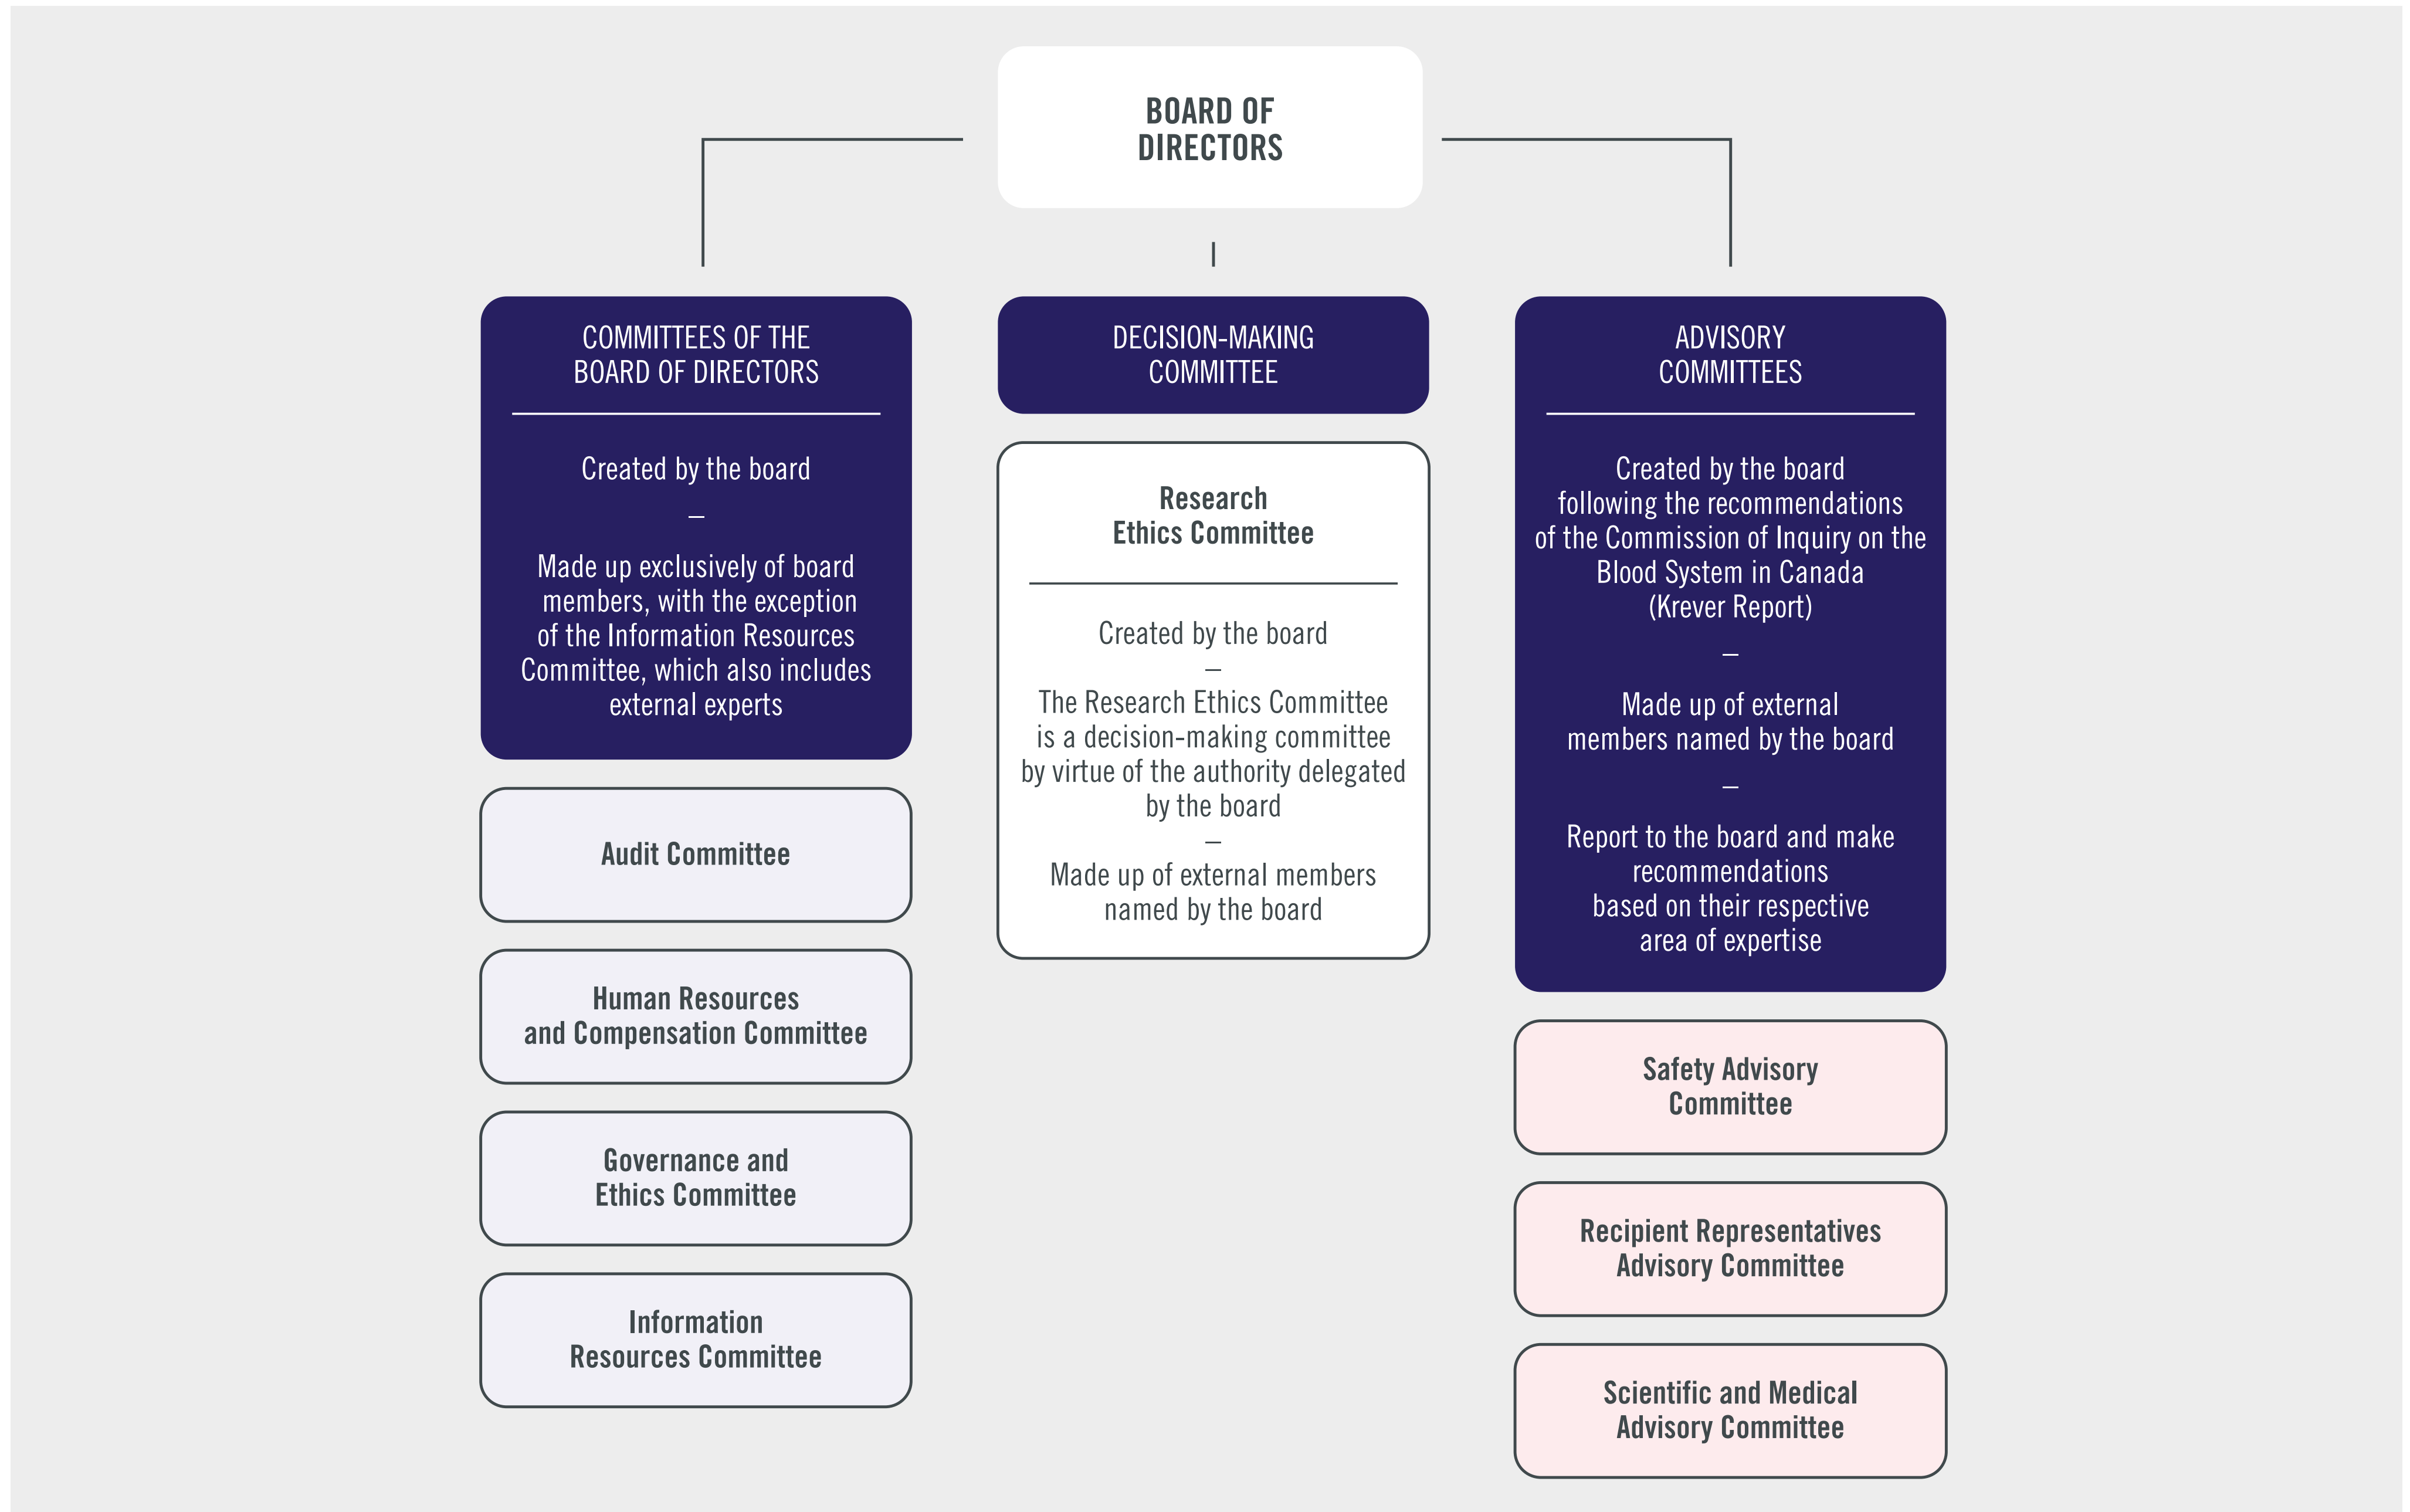 BOARD OF
DIRECTORS
COMMITTEES OF THE
BOARD OF DIRECTORS
Created by the board
–
Made up exclusively of board
members, with the exception
of the Information Resources
Committee, which also includes
external experts
Audit Committee
Human Resources
and Compensation Committee
Governance and
Ethics Committee
Information
Resources Committee
DECISION-MAKING
COMMITTEE
Research
Ethics Committee
Created by the board
–
The Research Ethics Committee
is a decision-making committee
by virtue of the authority delegated
by the board
–
Made up of external members
named by the board
ADVISORY
COMMITTEES
Created by the board
following the recommendations
of the Commission of Inquiry on the
Blood System in Canada
(Krever Report)
–
Made up of external
members named by the board
–
Report to the board and make
recommendations
based on their respective
area of expertise
Safety Advisory
Committee
Recipient Representatives
Advisory Committee
Scientific and Medical
Advisory Committee